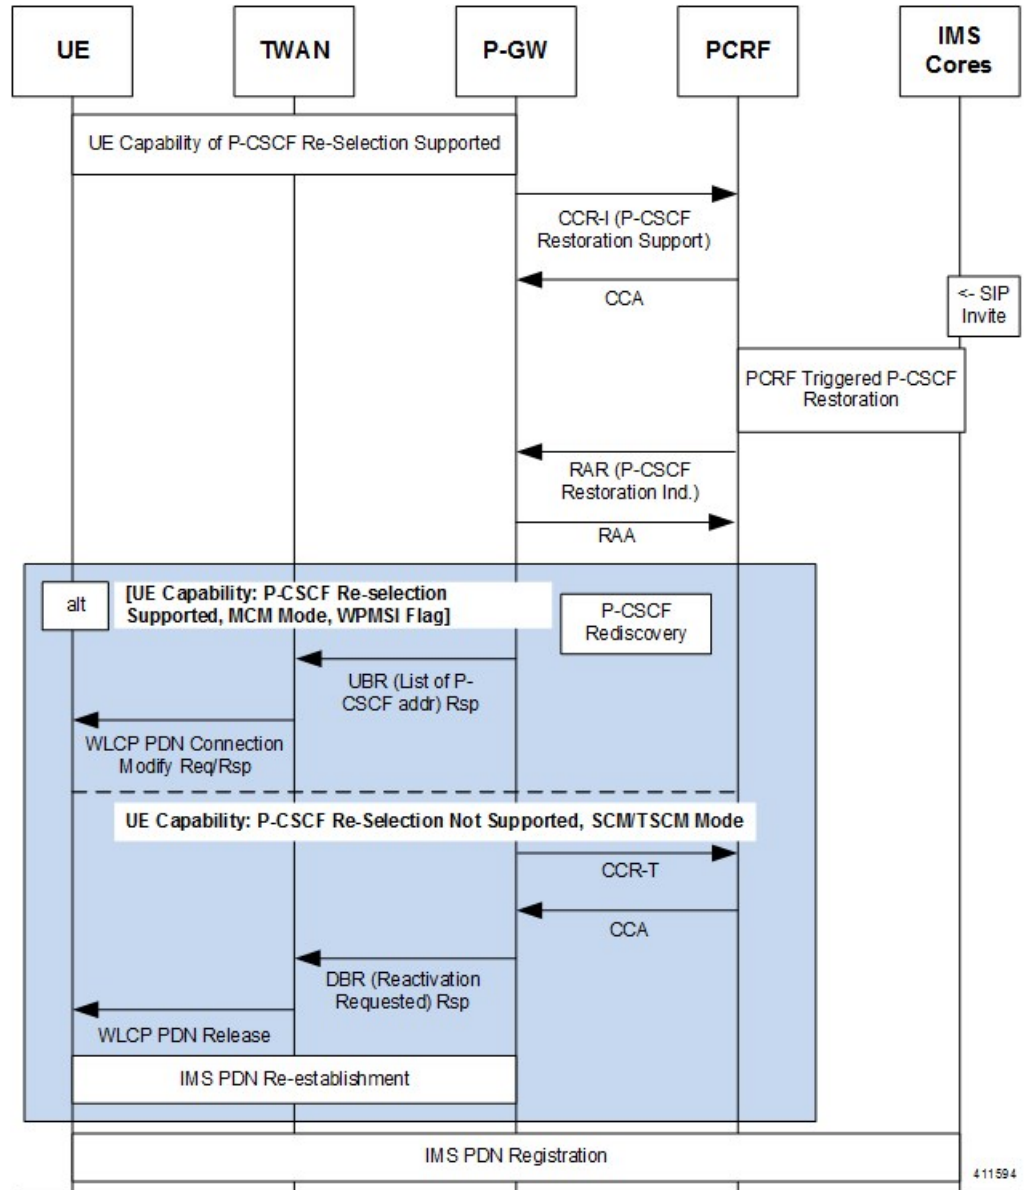 UE
TWAN
P-GW
PCRF
IMS
Cores
UE Capability of P-CSCF Re-Selection Supported
CCR-I (P-CSCF
Restoration Support)
CCA
<- SIP
Invite
PCRF Triggered P-CSCF
Restoration
RAR (P-CSCF
Restoration Ind.)
RAA
alt
[UE Capability: P-CSCF Re-selection
Supported, MCM Mode, WPMSI Flag]
P-CSCF
Rediscovery
UBR (List of P-
CSCF addr) Rsp
WLCP PDN Connection
Modify Req/Rsp
UE Capability: P-CSCF Re-Selection Not Supported, SCM/TSCM Mode
CCR-T
CCA
DBR (Reactivation
Requested) Rsp
WLCP PDN Release
IMS PDN Re-establishment
IMS PDN Registration
411594